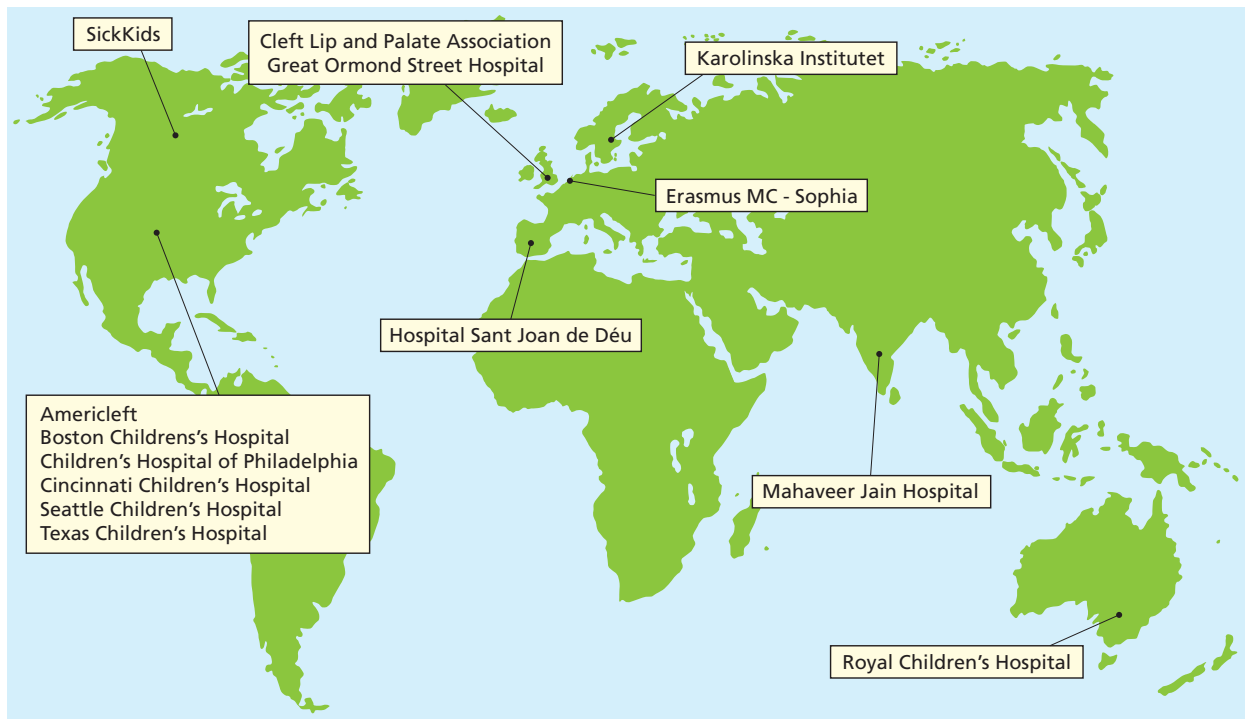 SickKids
Cleft Lip and Palate Association
Great Ormond Street Hospital
Karolinska Institutet
Erasmus MC - Sophia
Hospital Sant Joan de Déu
Americleft
Boston Childrens's Hospital
Children's Hospital of Philadelphia
Cincinnati Children's Hospital
Seattle Children's Hospital
Texas Children's Hospital
Mahaveer Jain Hospital
Royal Children's Hospital